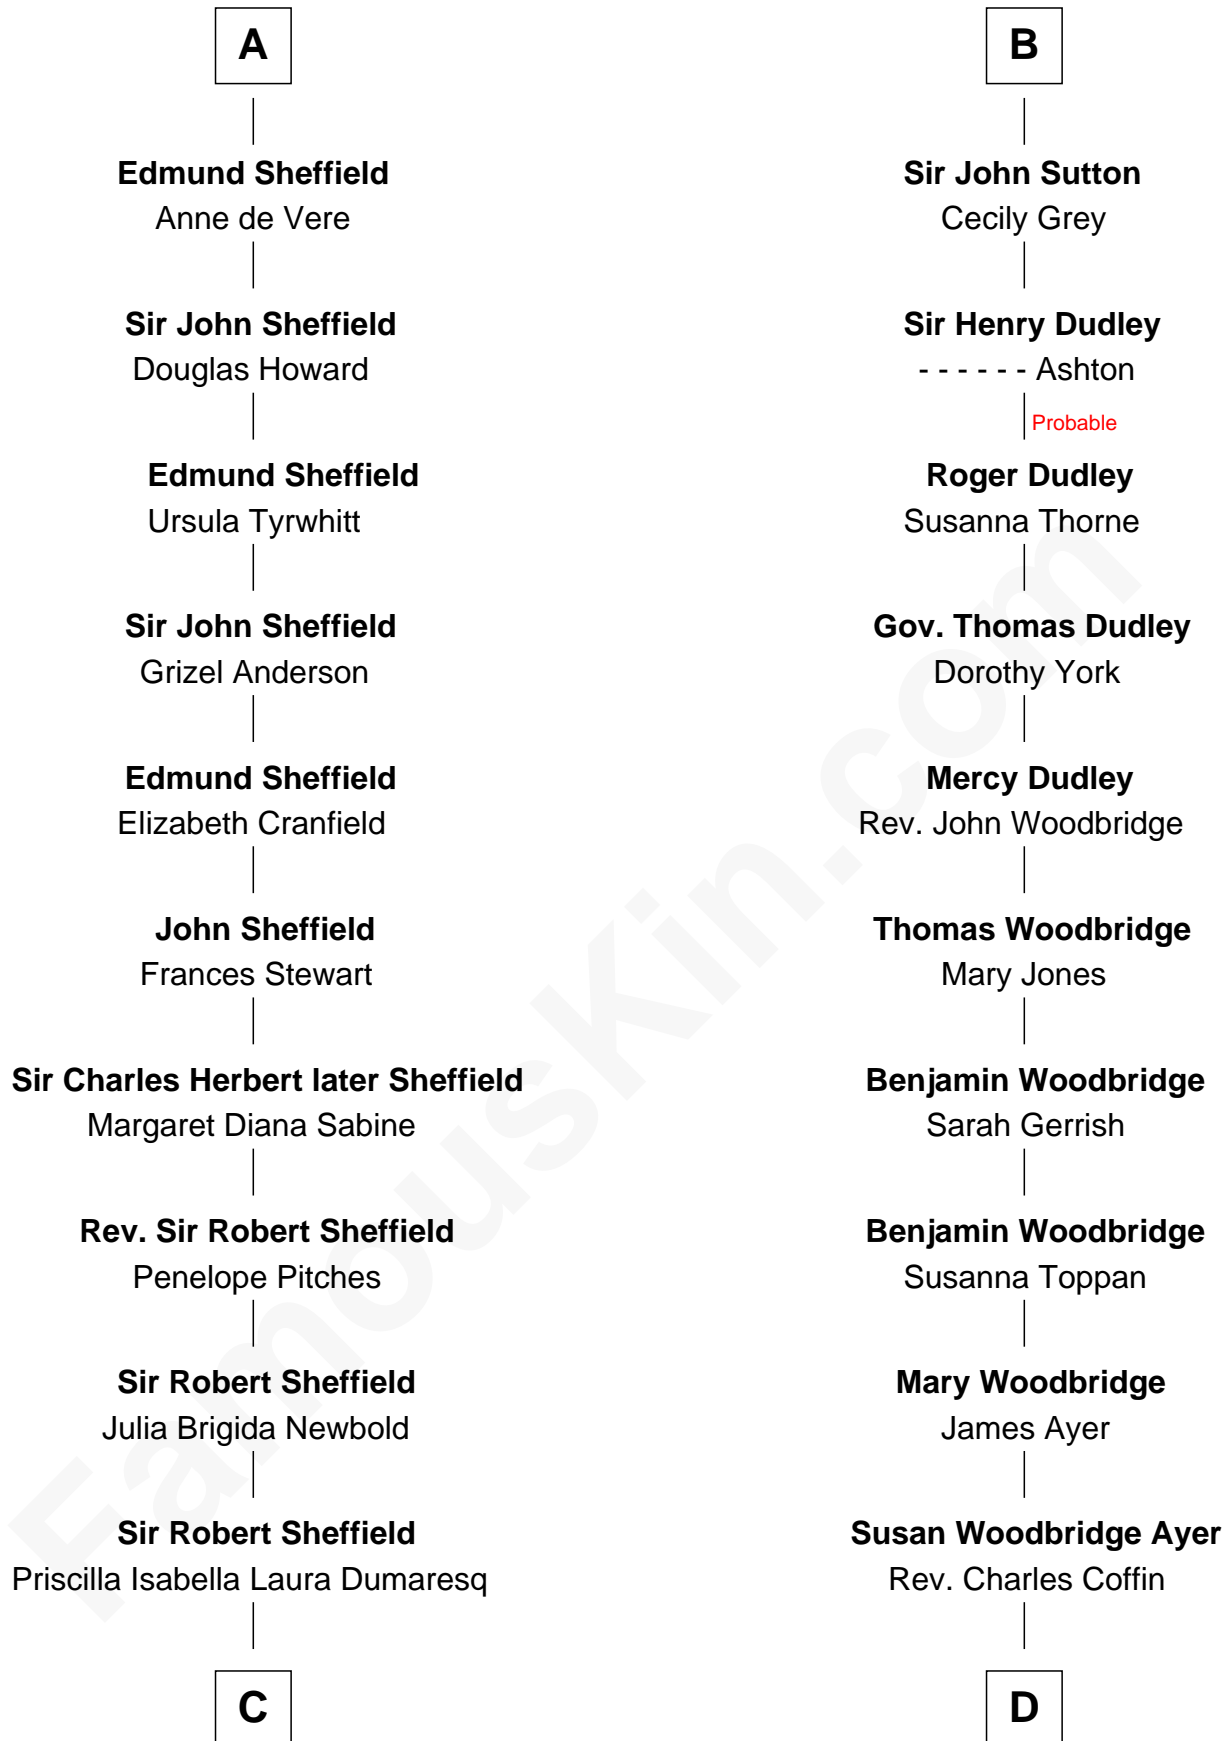 A
Edmund Sheffield
Anne de Vere
Sir John Sheffield
Douglas Howard
Edmund Sheffield
Ursula Tyrwhitt
Sir John Sheffield
Grizel Anderson
Edmund Sheffield
Elizabeth Cranfield
John Sheffield
Frances Stewart
Sir Charles Herbert later Sheffield
Margaret Diana Sabine
Rev. Sir Robert Sheffield
Penelope Pitches
Sir Robert Sheffield
Julia Brigida Newbold
Sir Robert Sheffield
Priscilla Isabella Laura Dumaresq
C
B
Sir John Sutton
Cecily Grey
Sir Henry Dudley
- - - - - - Ashton
Probable
Roger Dudley
Susanna Thorne
Gov. Thomas Dudley
Dorothy York
Mercy Dudley
Rev. John Woodbridge
Thomas Woodbridge
Mary Jones
Benjamin Woodbridge
Sarah Gerrish
Benjamin Woodbridge
Susanna Toppan
Mary Woodbridge
James Ayer
Susan Woodbridge Ayer
Rev. Charles Coffin
D
FamousKin.com